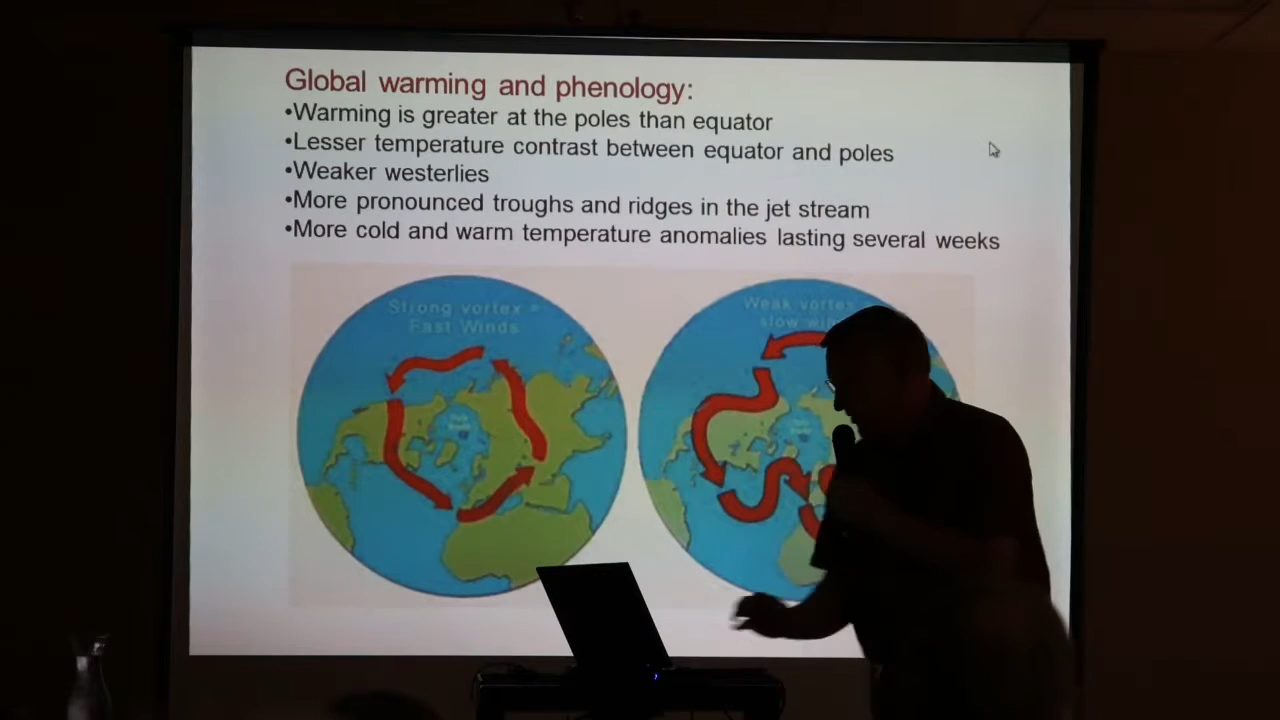 Global warming and phenology:
•Warming is greater at the poles than equator
•Lesser temperature contrast between equator and poles
•Weaker westerlies
•More pronounced troughs and ridges in the jet stream
•More cold and warm temperature anomalies lasting several weeks
Strong vortex =
Fast Winds
Weak vortex
slow